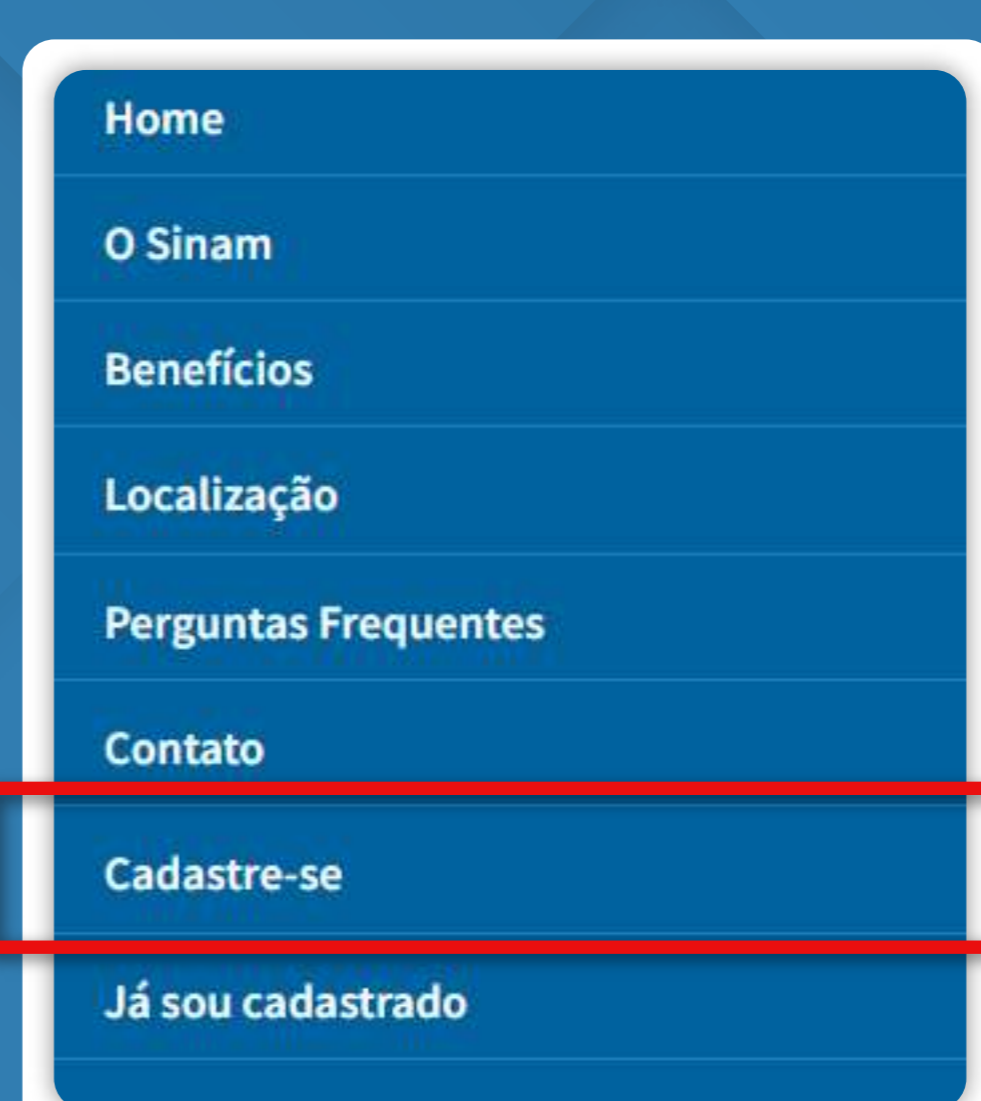 Home
O Sinam
Benefícios
Localização
Perguntas Frequentes
Contato
Cadastre-se
Já sou cadastrado